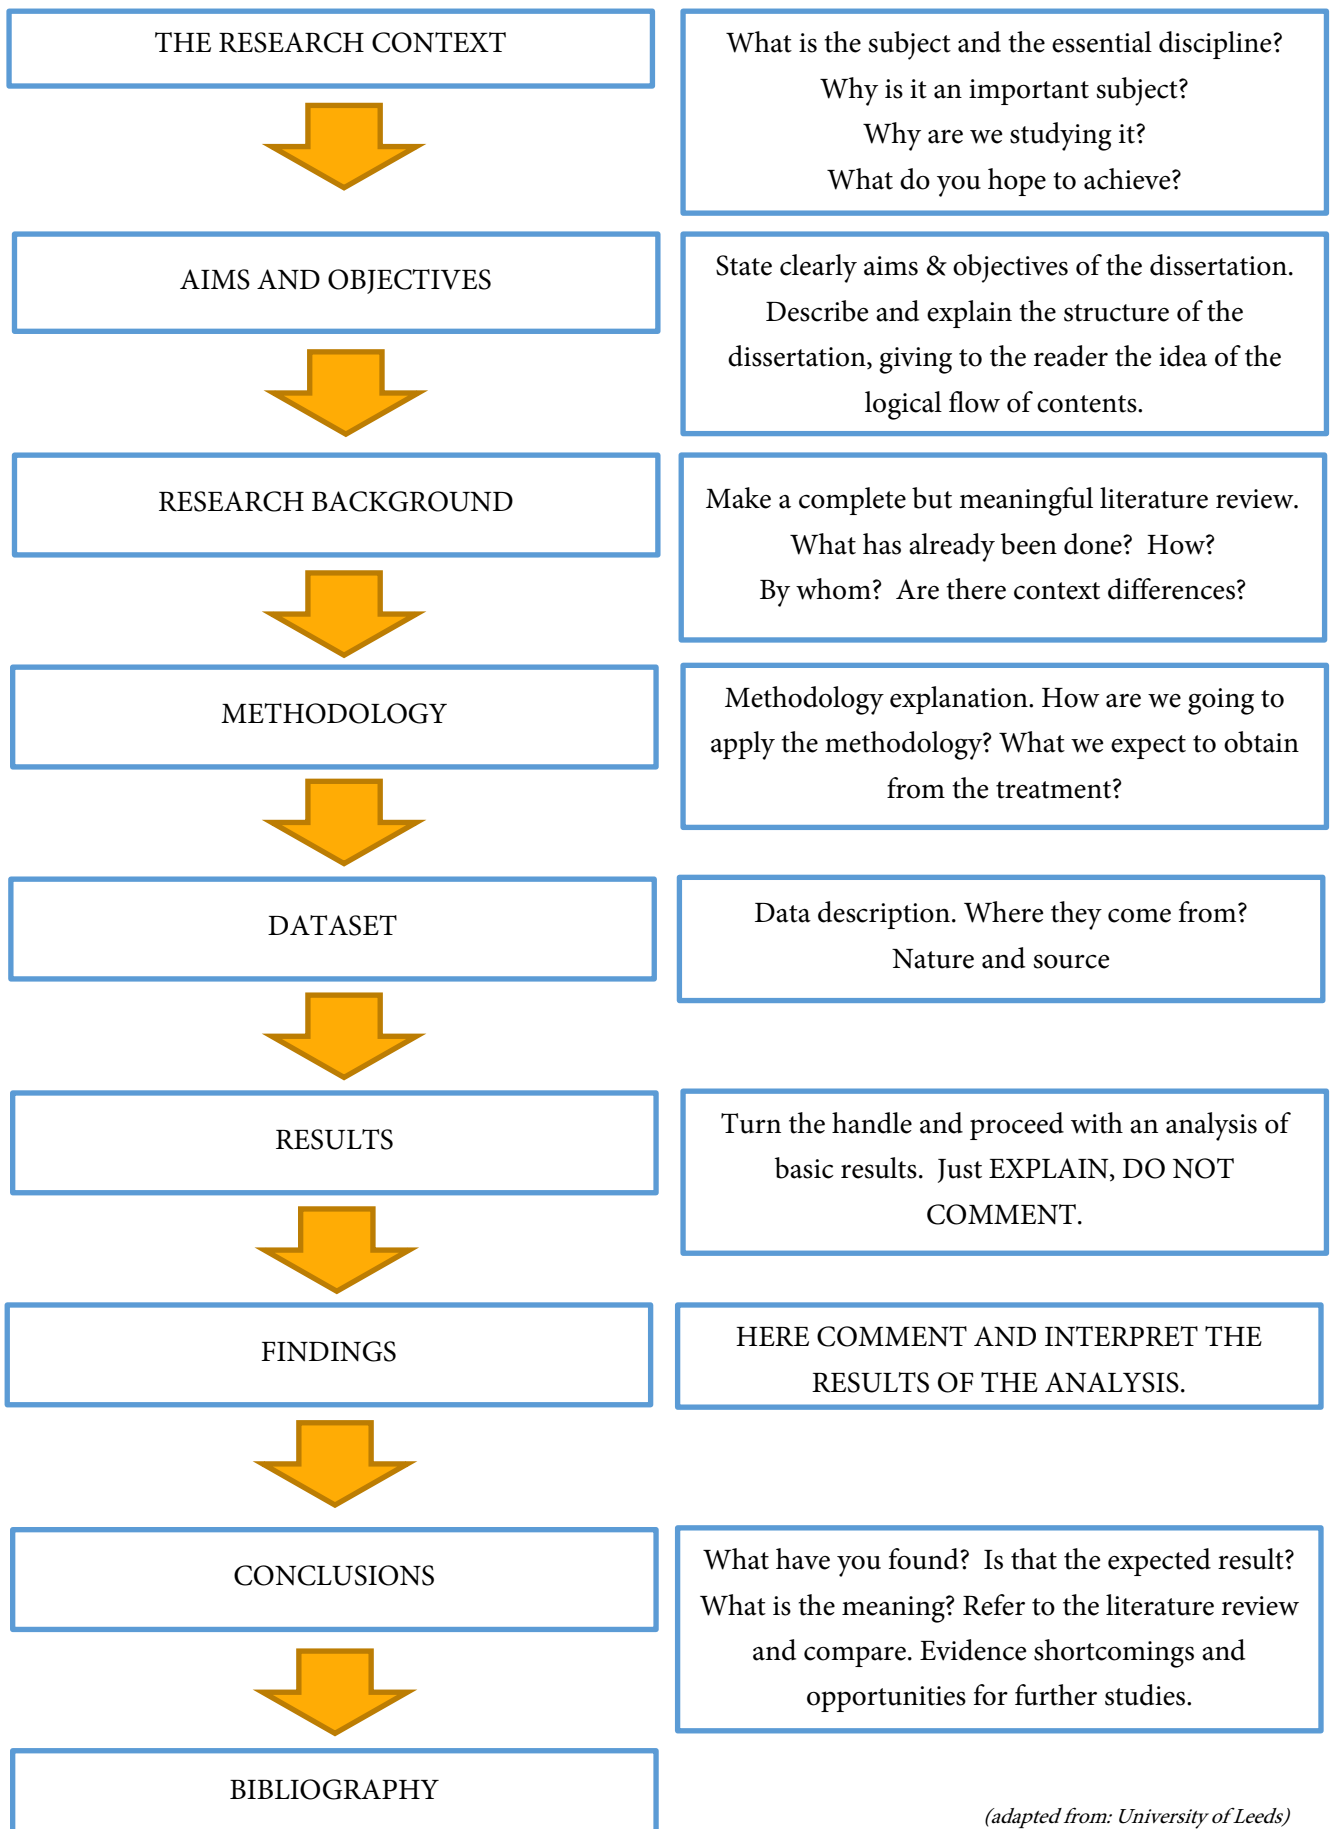 THE RESEARCH CONTEXT
What is the subject and the essential discipline?
Why is it an important subject?
Why are we studying it?
What do you hope to achieve?
AIMS AND OBJECTIVES
State clearly aims & objectives of the dissertation.
Describe and explain the structure of the
dissertation, giving to the reader the idea of the
logical flow of contents.
RESEARCH BACKGROUND
Make a complete but meaningful literature review.
What has already been done?  How?
By whom?  Are there context differences?
METHODOLOGY
Methodology explanation. How are we going to
apply the methodology? What we expect to obtain
from the treatment?
DATASET
Data description. Where they come from?
Nature and source
RESULTS
Turn the handle and proceed with an analysis of
basic results.  Just EXPLAIN, DO NOT
COMMENT.
FINDINGS
HERE COMMENT AND INTERPRET THE
RESULTS OF THE ANALYSIS.
CONCLUSIONS
What have you found?  Is that the expected result?
What is the meaning? Refer to the literature review
and compare. Evidence shortcomings and
opportunities for further studies.
BIBLIOGRAPHY
(adapted from: University of Leeds)